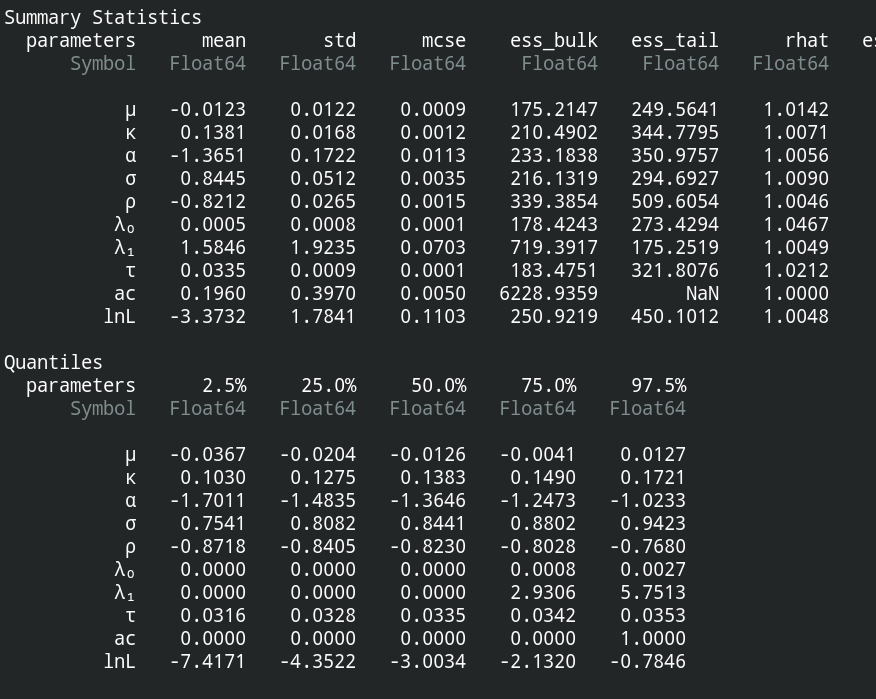 Summary Statistics
parameters mean std mcse ess_bulk ess_tail rhat es
Symbol Float64 Float64 Float64 Float64 Float64 Float64
μ -0.0123 0.0122 0.0009 175.2147 249.5641 1.0142
κ 0.1381 0.0168 0.0012 210.4902 344.7795 1.0071
α -1.3651 0.1722 0.0113 233.1838 350.9757 1.0056
σ 0.8445 0.0512 0.0035 216.1319 294.6927 1.0090
ρ -0.8212 0.0265 0.0015 339.3854 509.6054 1.0046
λ₀ 0.0005 0.0008 0.0001 178.4243 273.4294 1.0467
λ₁ 1.5846 1.9235 0.0703 719.3917 175.2519 1.0049
τ 0.0335 0.0009 0.0001 183.4751 321.8076 1.0212
ac 0.1960 0.3970 0.0050 6228.9359 NaN 1.0000
lnL -3.3732 1.7841 0.1103 250.9219 450.1012 1.0048
Quantiles
parameters 2.5% 25.0% 50.0% 75.0% 97.5%
Symbol Float64 Float64 Float64 Float64 Float64
μ -0.0367 -0.0204 -0.0126 -0.0041 0.0127
κ 0.1030 0.1275 0.1383 0.1490 0.1721
α -1.7011 -1.4835 -1.3646 -1.2473 -1.0233
σ 0.7541 0.8082 0.8441 0.8802 0.9423
ρ -0.8718 -0.8405 -0.8230 -0.8028 -0.7680
λ₀ 0.0000 0.0000 0.0000 0.0008 0.0027
λ₁ 0.0000 0.0000 0.0000 2.9306 5.7513
τ 0.0316 0.0328 0.0335 0.0342 0.0353
ac 0.0000 0.0000 0.0000 0.0000 1.0000
lnL -7.4171 -4.3522 -3.0034 -2.1320 -0.7846